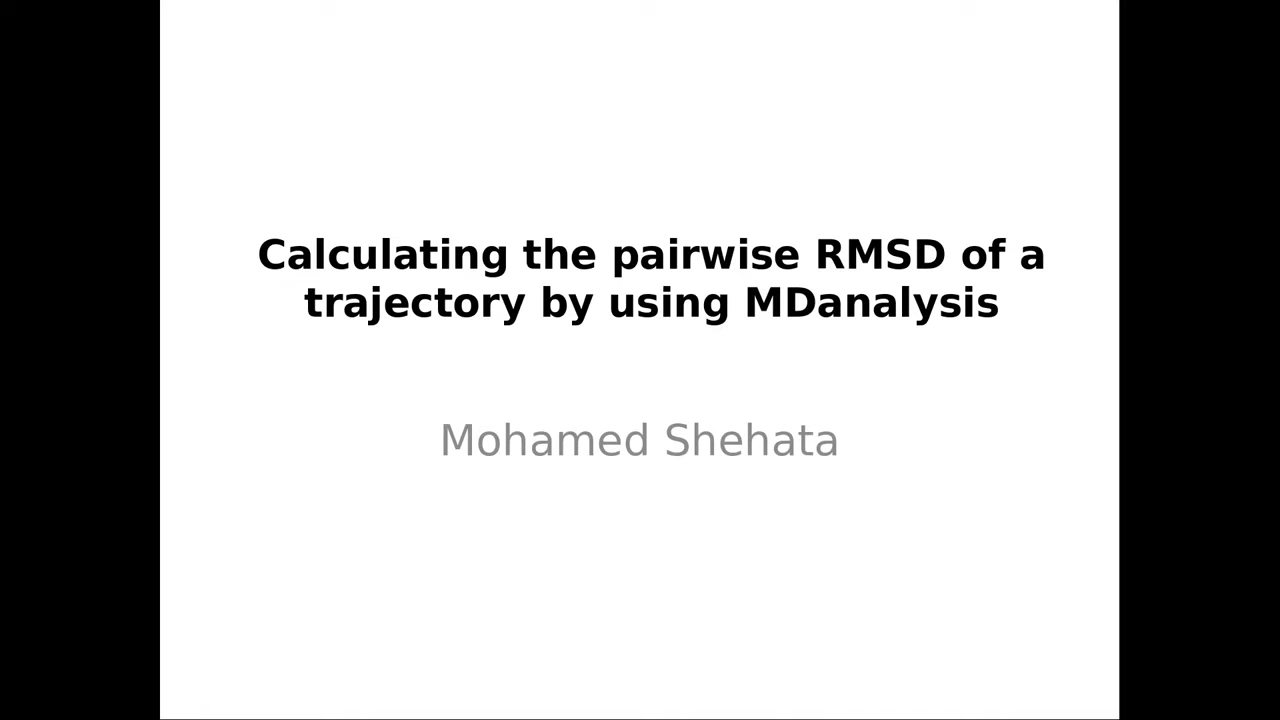 Calculating the pairwise RMSD of a
trajectory by using MDanalysis
Mohamed Shehata